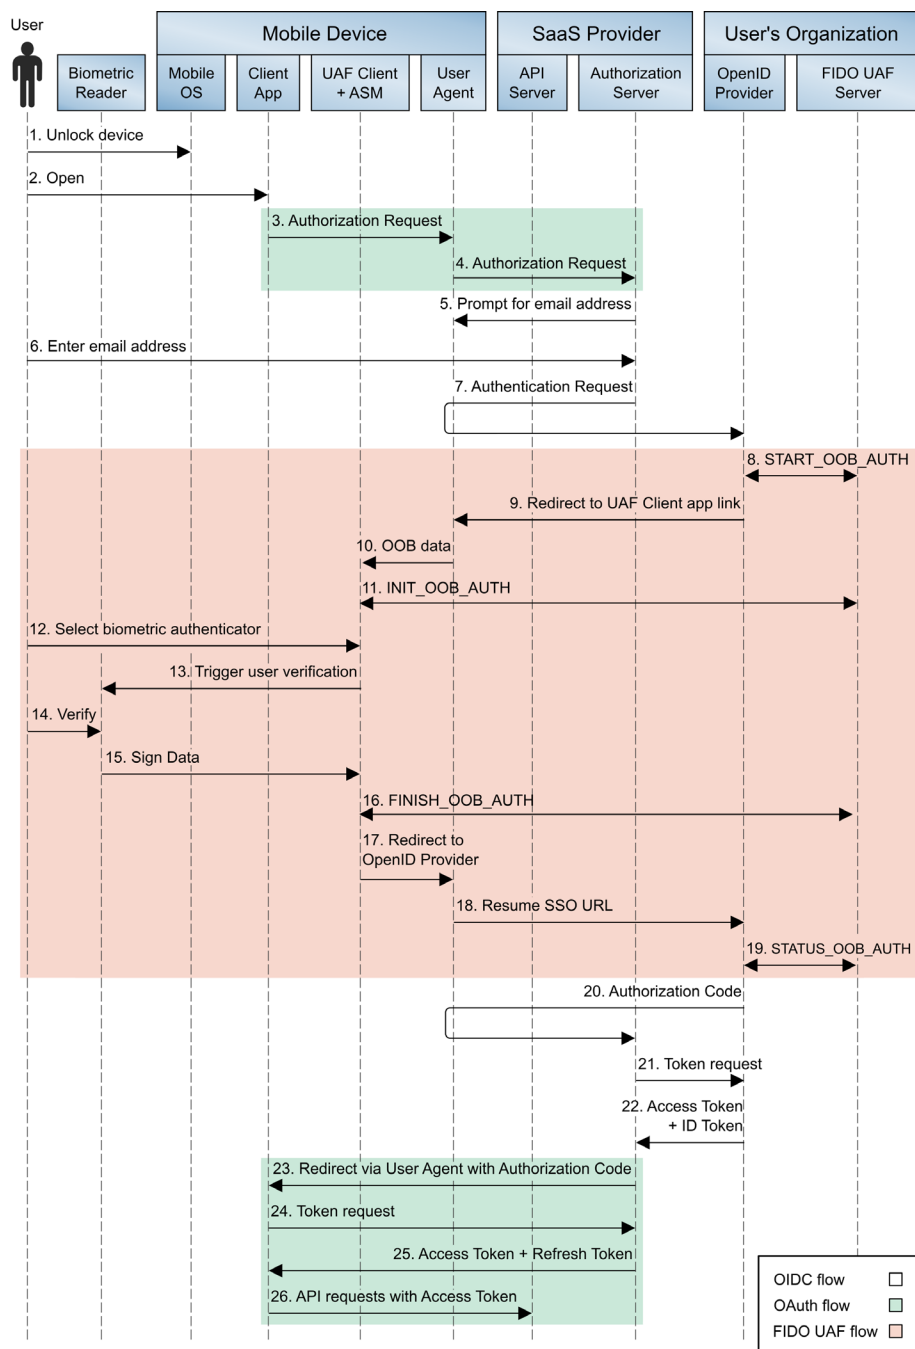 User
Mobile Device
SaaS Provider
User's Organization
Biometric
Reader
Mobile
OS
Client
App
UAF Client
+ ASM
User
Agent
API
Server
Authorization
Server
OpenID
Provider
FIDO UAF
Server
1. Unlock device
2. Open
3. Authorization Request
4. Authorization Request
5. Prompt for email address
6. Enter email address
7. Authentication Request
8. START_OOB_AUTH
9. Redirect to UAF Client app link
10. OOB data
11. INIT_OOB_AUTH
12. Select biometric authenticator
13. Trigger user verification
14. Verify
15. Sign Data
16. FINISH_OOB_AUTH
17. Redirect to
OpenID Provider
18. Resume SSO URL
19. STATUS_OOB_AUTH
20. Authorization Code
21. Token request
22. Access Token
+ ID Token
23. Redirect via User Agent with Authorization Code
24. Token request
25. Access Token + Refresh Token
26. API requests with Access Token
OIDC flow
OAuth flow
FIDO UAF flow